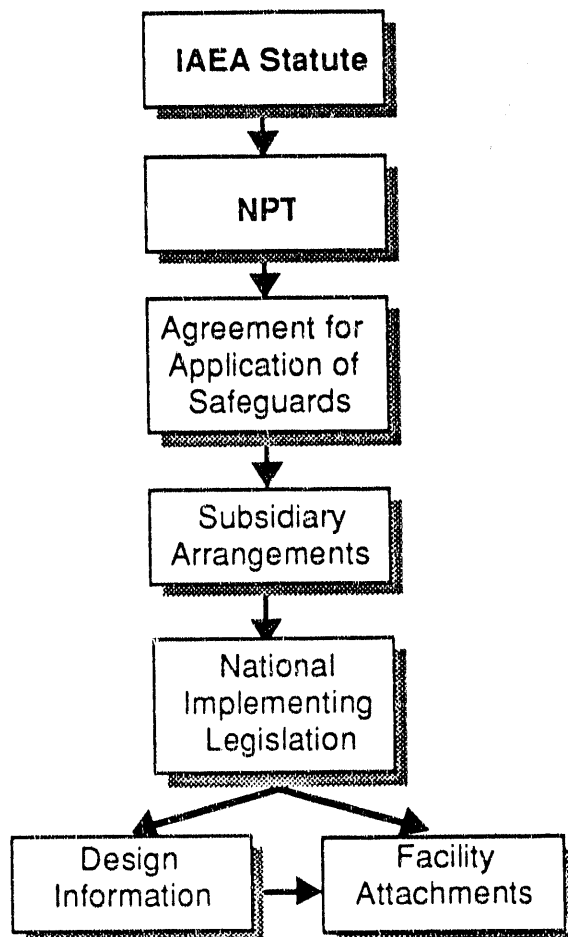 IAEA Statute
NPT
Agreement for
Application of
Safeguards
Subsidiary
Arrangements
National
Implementing
Legislation
Design
Information
Facility
Attachments